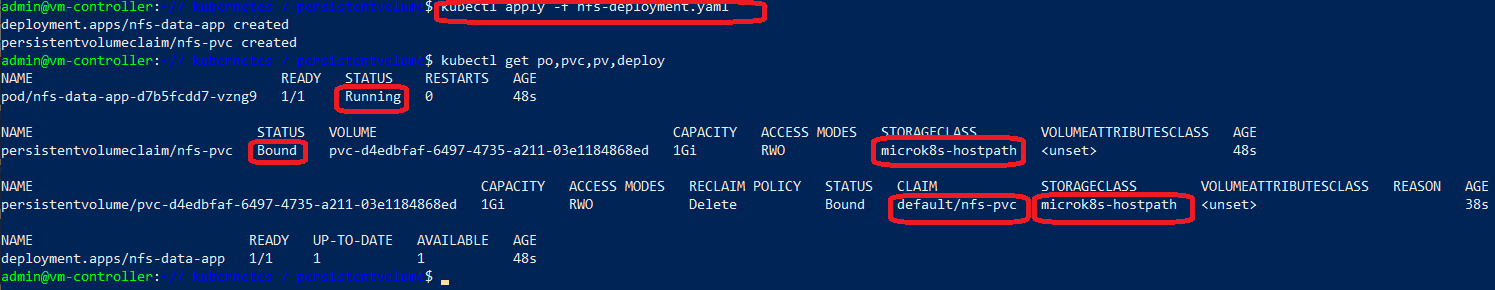 admin@vm-controller:~// kubernetes / persistentvolume$ kubectl apply -f nfs-deployment.yaml
deployment.apps/nfs-data-app created
persistentvolumeclaim/nfs-pvc created
admin@vm-controller:~// kubernetes / persistentvolume$ kubectl get po,pvc,pv,deploy
NAME READY STATUS RESTARTS AGE
pod/nfs-data-app-d7b5fcdd7-vzng9 1/1 Running 0 48s
NAME STATUS VOLUME CAPACITY ACCESS MODES STORAGECLASS VOLUMEATTRIBUTESCLASS AGE
persistentvolumeclaim/nfs-pvc Bound pvc-d4edbfaf-6497-4735-a211-03e1184868ed 1Gi RWO microk8s-hostpath <unset> 48s
NAME CAPACITY ACCESS MODES RECLAIM POLICY STATUS CLAIM STORAGECLASS VOLUMEATTRIBUTESCLASS REASON AGE
persistentvolume/pvc-d4edbfaf-6497-4735-a211-03e1184868ed 1Gi RWO Delete Bound default/nfs-pvc microk8s-hostpath <unset> 38s
NAME READY UP-TO-DATE AVAILABLE AGE
deployment.apps/nfs-data-app 1/1 1 1 48s
admin@vm-controller:~// kubernetes / persistentvolume$